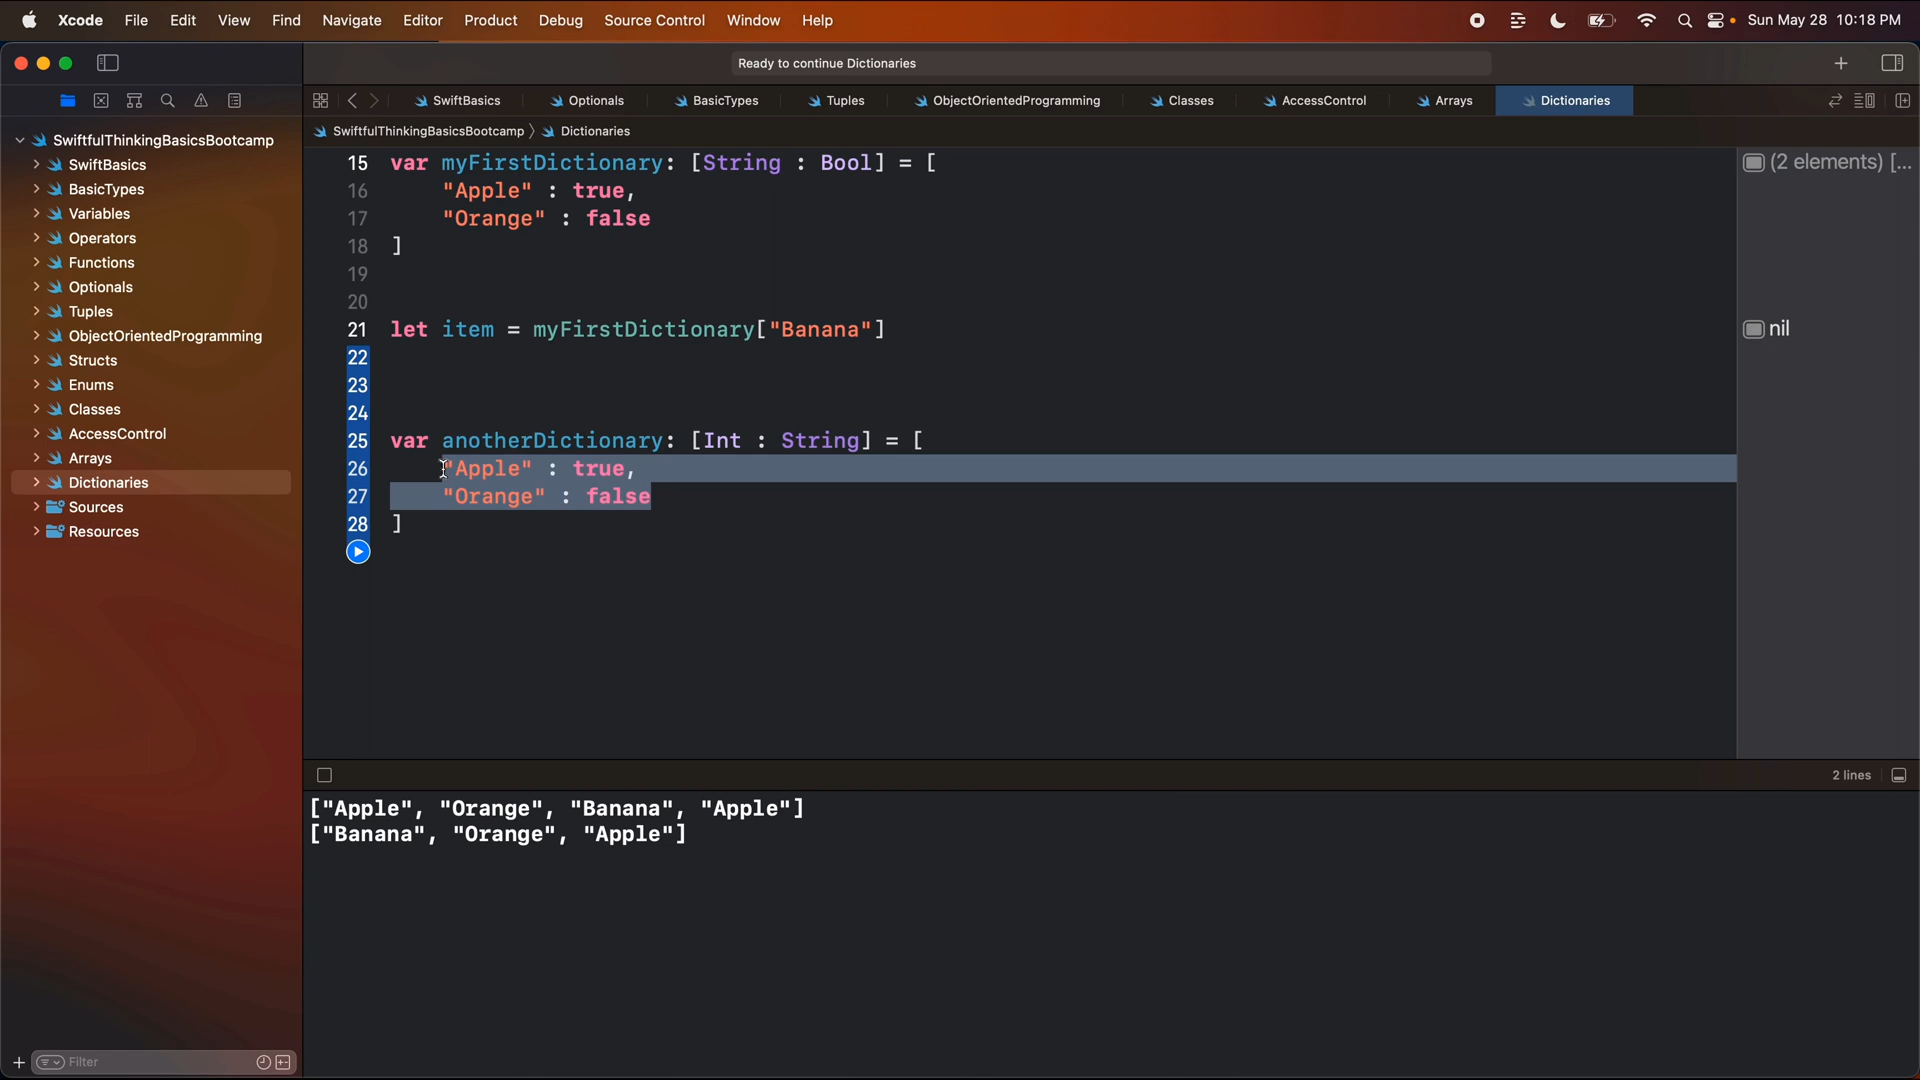 Xcode File Edit View Find Navigate Editor Product Debug Source Control Window Help Sun May 28 10:18 PM
Ready to continue Dictionaries
SwiftBasics Optionals BasicTypes Tuples ObjectOrientedProgramming Classes AccessControl Arrays Dictionaries
SwiftfulThinkingBasicsBootcamp Dictionaries
SwiftfulThinkingBasicsBootcamp
SwiftBasics
BasicTypes
Variables
Operators
Functions
Optionals
Tuples
ObjectOrientedProgramming
Structs
Enums
Classes
AccessControl
Arrays
Dictionaries
Sources
Resources
Filter
15 var myFirstDictionary: [String : Bool] = [
16 "Apple" : true,
17 "Orange" : false
18 ]
19
20
21 let item = myFirstDictionary["Banana"]
22
23
24
25 var anotherDictionary: [Int : String] = [
26 "Apple" : true,
27 "Orange" : false
28 ]
(2 elements) [...
nil
2 lines
["Apple", "Orange", "Banana", "Apple"]
["Banana", "Orange", "Apple"]